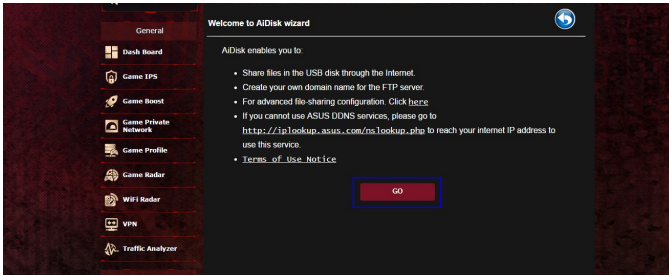 General
Dash Board
Game IPS
Game Boost
Game Private
Network
Game Profile
Game Radar
WiFi Radar
VPN
Traffic Analyzer
Welcome to AiDisk wizard
AiDisk enables you to:
Share files in the USB disk through the Internet.
Create your own domain name for the FTP server.
For advanced file-sharing configuration. Click here
If you cannot use ASUS DDNS services, please go to
http://iplookup.asus.com/nslookup.php to reach your internet IP address to
use this service.
Terms of Use Notice
GO